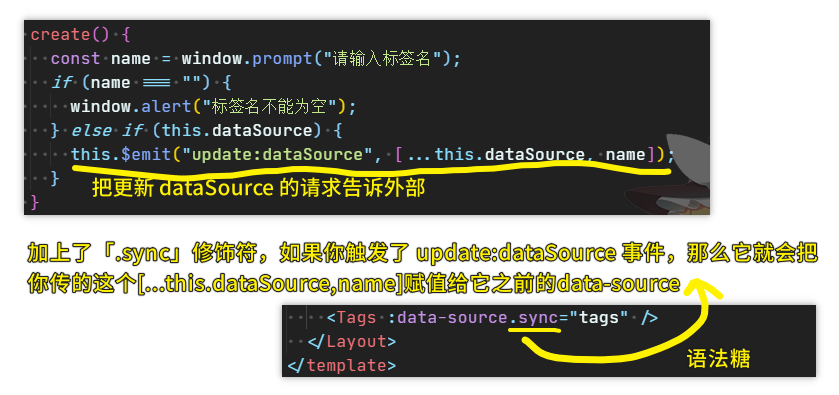 create() {
const name = window.prompt("请输入标签名");
if (name === "") {
window.alert("标签名不能为空");
} else if (this.dataSource) {
this.$emit("update:dataSource", [...this.dataSource, name]);
}
把更新 dataSource 的请求告诉外部
}
加上了「.sync」修饰符，如果你触发了 update:dataSource 事件，那么它就会把
你传的这个[...this.dataSource,name]赋值给它之前的data-source
<Tags :data-source.sync="tags" />
</Layout>
语法糖
</template>